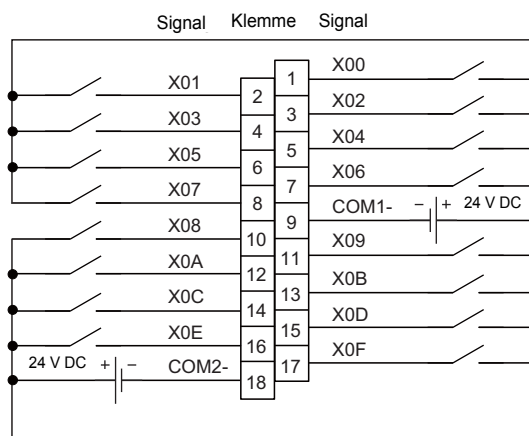 Signal Klemme Signal
1 X00
X01 2
3 X02
X03 4
5 X04
X05 6
7 X06
X07 8
9 COM1- − + 24 V DC
X08 10
11 X09
X0A 12
13 X0B
X0C 14
15 X0D
X0E 16
17 X0F
24 V DC + − COM2- 18